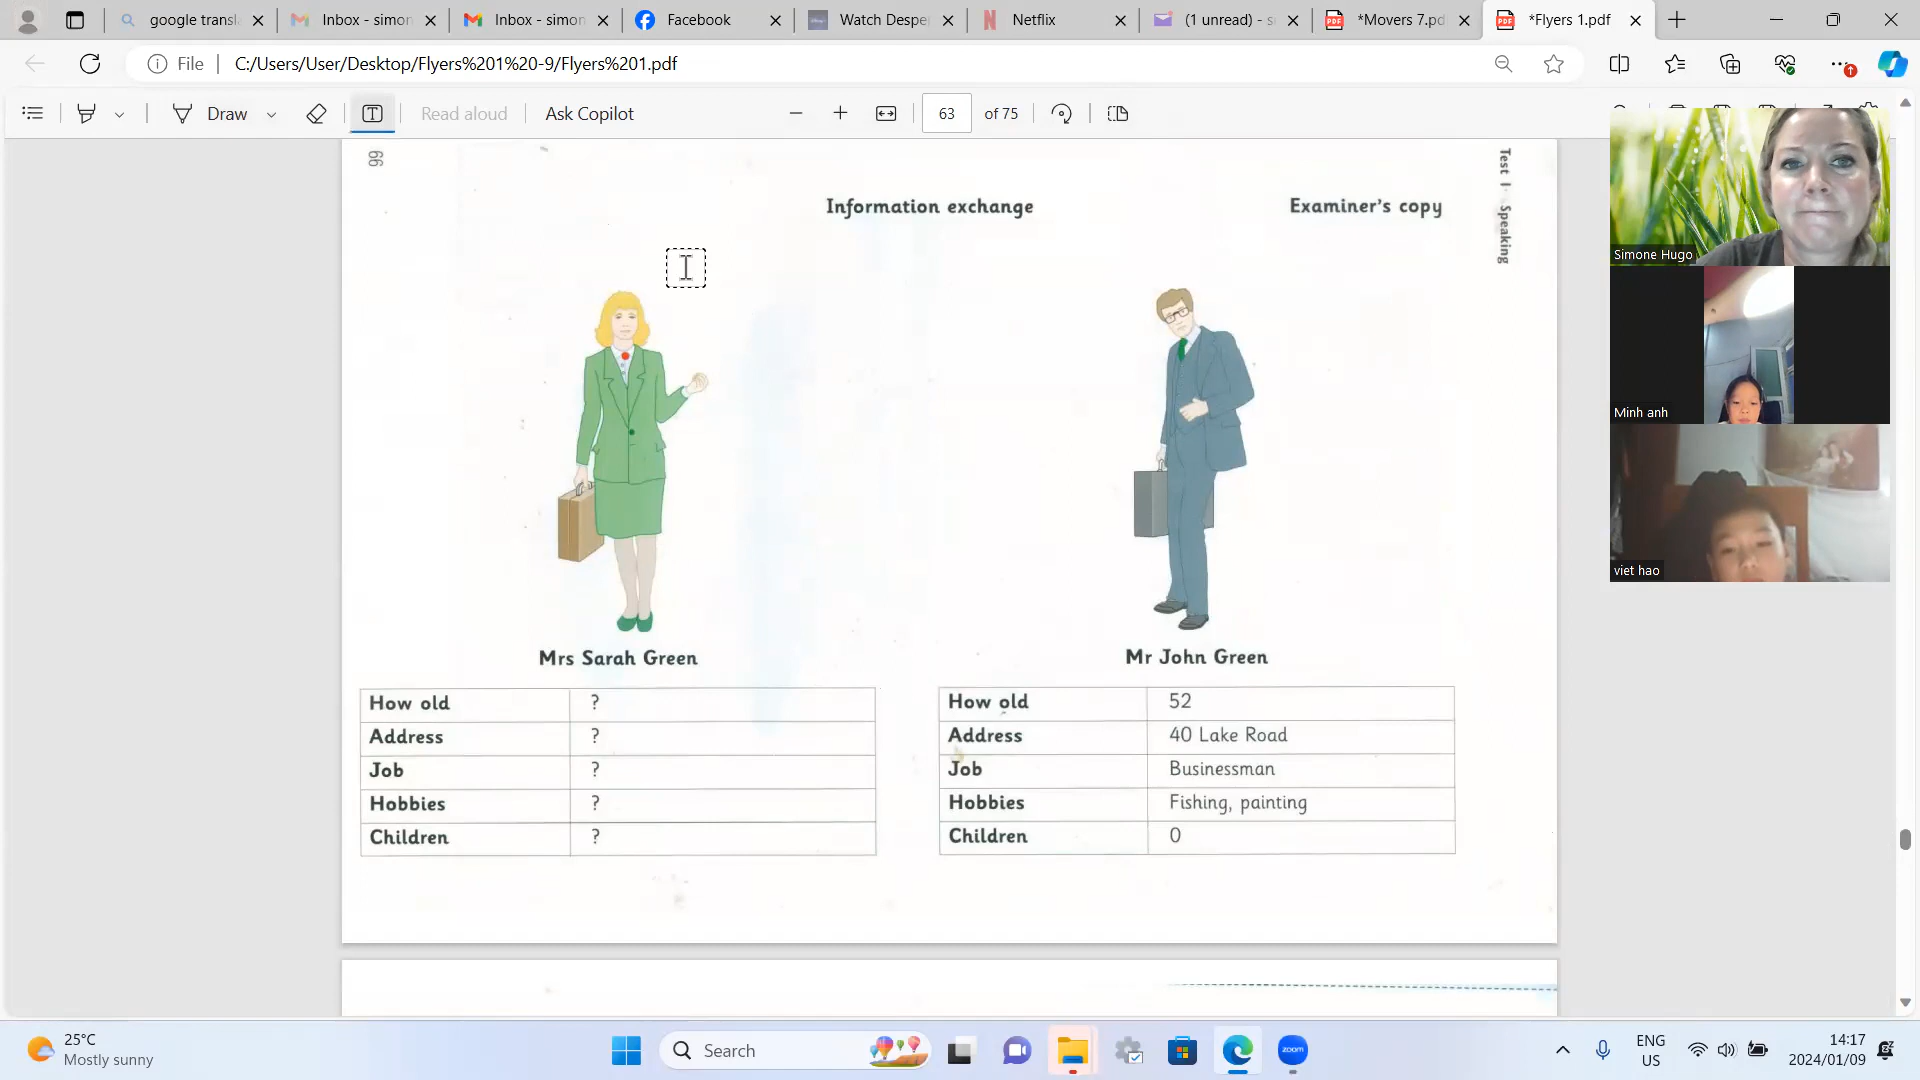 google transla
Inbox - simon
Inbox - simon
Facebook
Watch Despe
Netflix
(1 unread) - s
*Movers 7.pd
*Flyers 1.pdf
File
C:/Users/User/Desktop/Flyers%201%20-9/Flyers%201.pdf
Draw
Read aloud
Ask Copilot
63 of 75
66
Test 1 Speaking
Information exchange
Examiner's copy
Mrs Sarah Green
How old ?
Address ?
Job ?
Hobbies ?
Children ?
Mr John Green
How old 52
Address 40 Lake Road
Job Businessman
Hobbies Fishing, painting
Children 0
Simone Hugo
Minh anh
viet hao
25°C
Mostly sunny
Search
zoom
ENG
US
14:17
2024/01/09